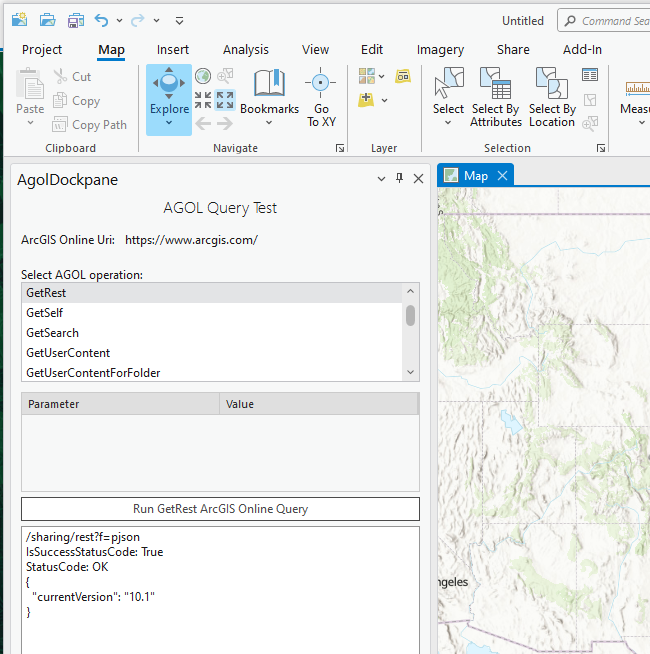 Untitled
Command Sea
Project Map Insert Analysis View Edit Imagery Share Add-In
Paste
Cut
Copy
Copy Path
Clipboard
Explore
Bookmarks
Go
To XY
Navigate
Layer
Select
Select By
Attributes
Select By
Location
Selection
Measu
AgolDockpane
AGOL Query Test
ArcGIS Online Uri: https://www.arcgis.com/
Select AGOL operation:
GetRest
GetSelf
GetSearch
GetUserContent
GetUserContentForFolder
Parameter Value
Run GetRest ArcGIS Online Query
/sharing/rest?f=pjson
IsSuccessStatusCode: True
StatusCode: OK
{
"currentVersion": "10.1"
}
Map
ngeles